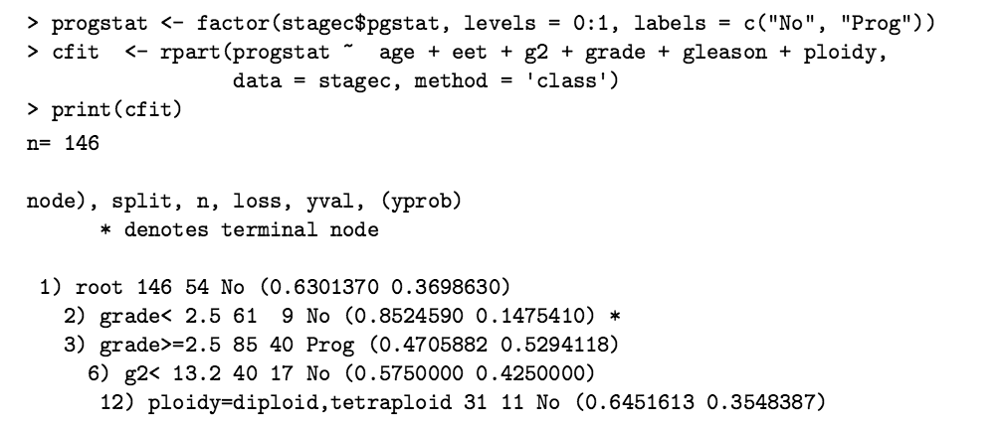 > progstat <- factor(stagec$pgstat, levels = 0:1, labels = c("No", "Prog"))
> cfit  <- rpart(progstat ~  age + eet + g2 + grade + gleason + ploidy,
                 data = stagec, method = 'class')
> print(cfit)
n= 146

node), split, n, loss, yval, (yprob)
      * denotes terminal node

 1) root 146 54 No (0.6301370 0.3698630)
   2) grade< 2.5 61  9 No (0.8524590 0.1475410) *
   3) grade>=2.5 85 40 Prog (0.4705882 0.5294118)
     6) g2< 13.2 40 17 No (0.5750000 0.4250000)
      12) ploidy=diploid,tetraploid 31 11 No (0.6451613 0.3548387)